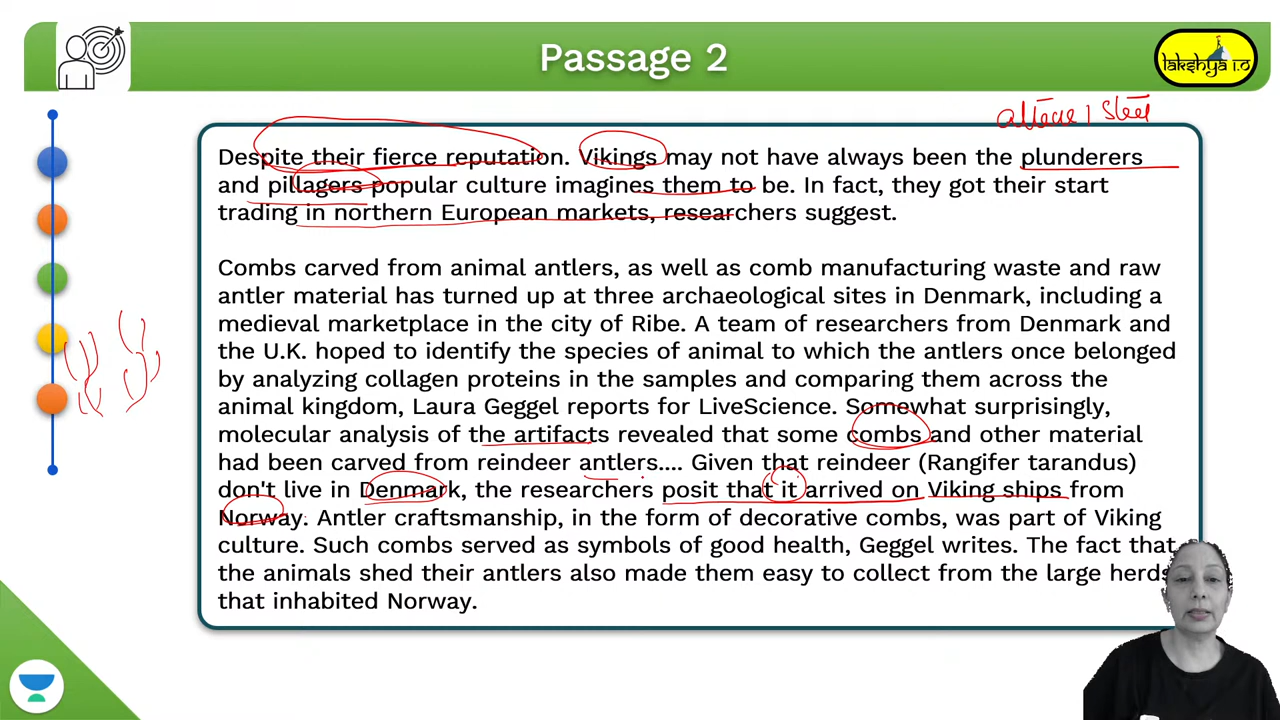 Passage 2
lakshya i.O
attack / steal
Despite their fierce reputation. Vikings may not have always been the plunderers
and pillagers popular culture imagines them to be. In fact, they got their start
trading in northern European markets, researchers suggest.
Combs carved from animal antlers, as well as comb manufacturing waste and raw
antler material has turned up at three archaeological sites in Denmark, including a
medieval marketplace in the city of Ribe. A team of researchers from Denmark and
the U.K. hoped to identify the species of animal to which the antlers once belonged
by analyzing collagen proteins in the samples and comparing them across the
animal kingdom, Laura Geggel reports for LiveScience. Somewhat surprisingly,
molecular analysis of the artifacts revealed that some combs and other material
had been carved from reindeer antlers.... Given that reindeer (Rangifer tarandus)
don't live in Denmark, the researchers posit that it arrived on Viking ships from
Norway. Antler craftsmanship, in the form of decorative combs, was part of Viking
culture. Such combs served as symbols of good health, Geggel writes. The fact that
the animals shed their antlers also made them easy to collect from the large herds
that inhabited Norway.